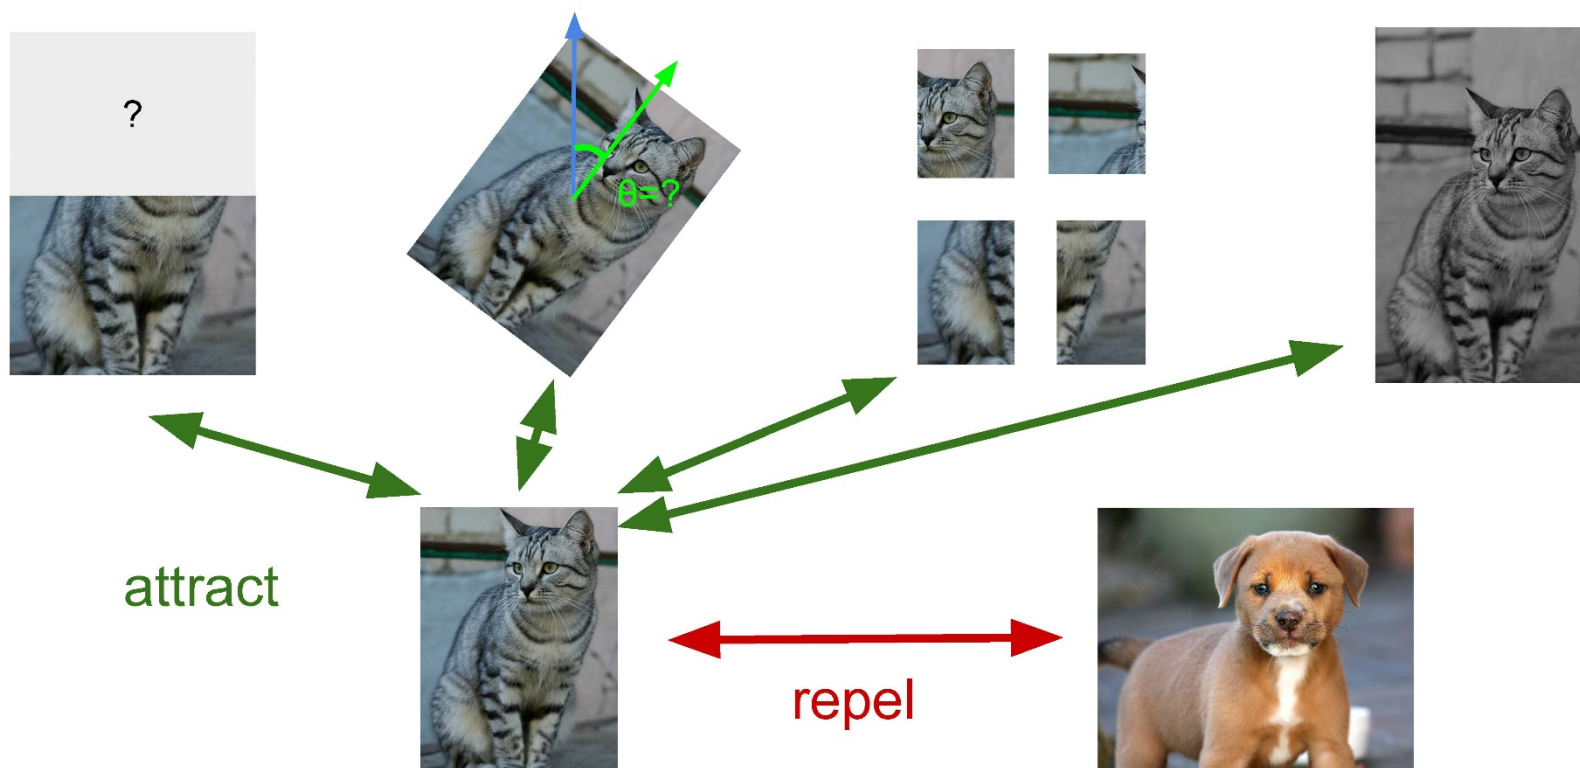 ?
θ=?
attract
repel